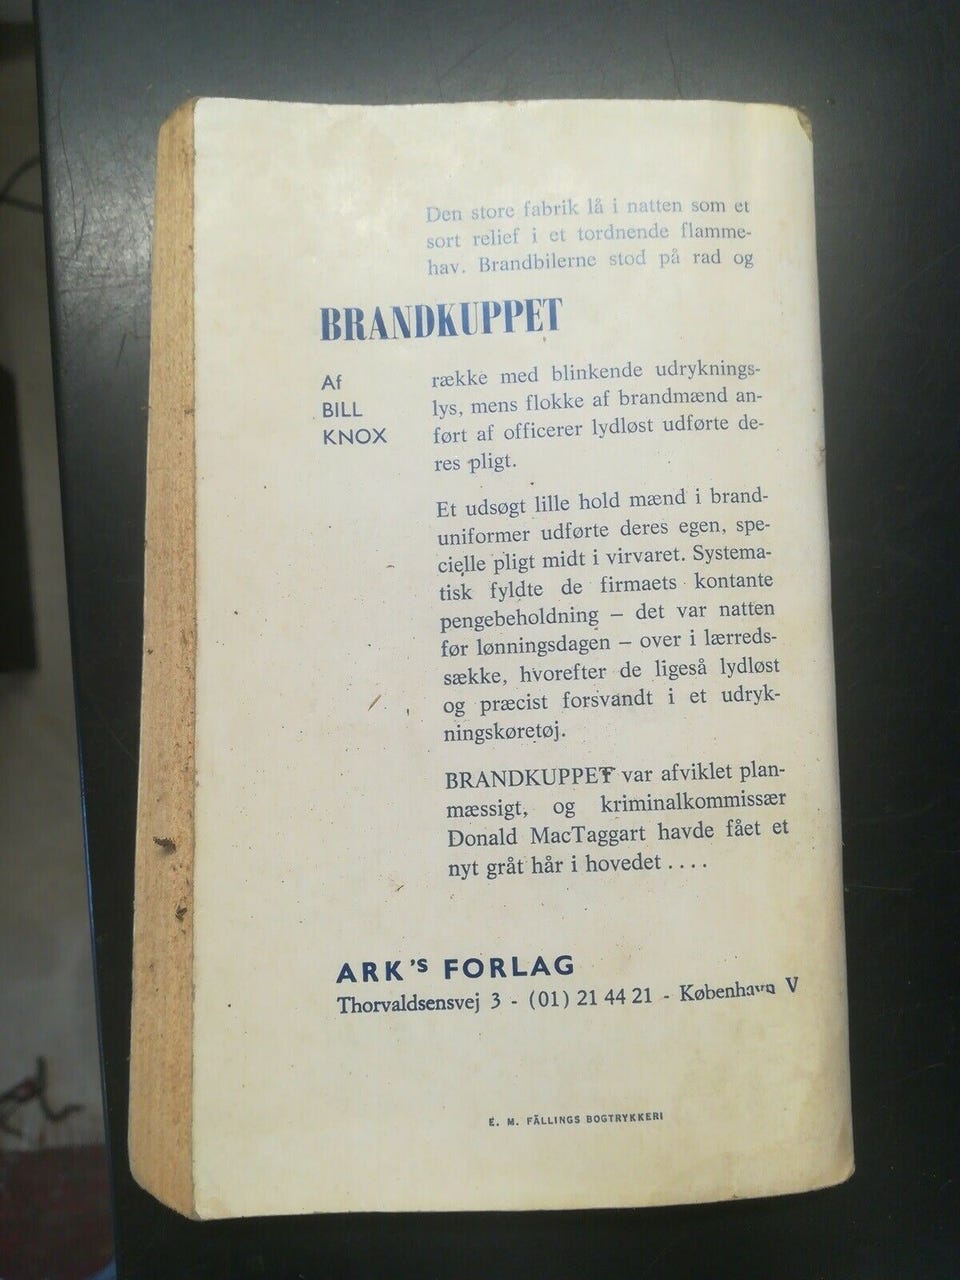 Den store fabrik lå i natten som et
sort relief i et tordnende flamme-
hav. Brandbilerne stod på rad og
BRANDKUPPET
Af
BILL
KNOX
række med blinkende udryknings-
lys, mens flokke af brandmænd an-
ført af officerer lydløst udførte de-
res pligt.
Et udsøgt lille hold mænd i brand-
uniformer udførte deres egen, spe-
cielle pligt midt i virvaret. Systema-
tisk fyldte de firmaets kontante
pengebeholdning – det var natten
før lønningsdagen – over i lærreds-
sække, hvorefter de ligeså lydløst
og præcist forsvandt i et udryk-
ningskøretøj.
BRANDKUPPET var afviklet plan-
mæssigt, og kriminalkommissær
Donald MacTaggart havde fået et
nyt gråt hår i hovedet ....
ARK'S FORLAG
Thorvaldsensvej 3 - (01) 21 44 21 - København V
E. M. FÄLLINGS BOGTRYKKERI